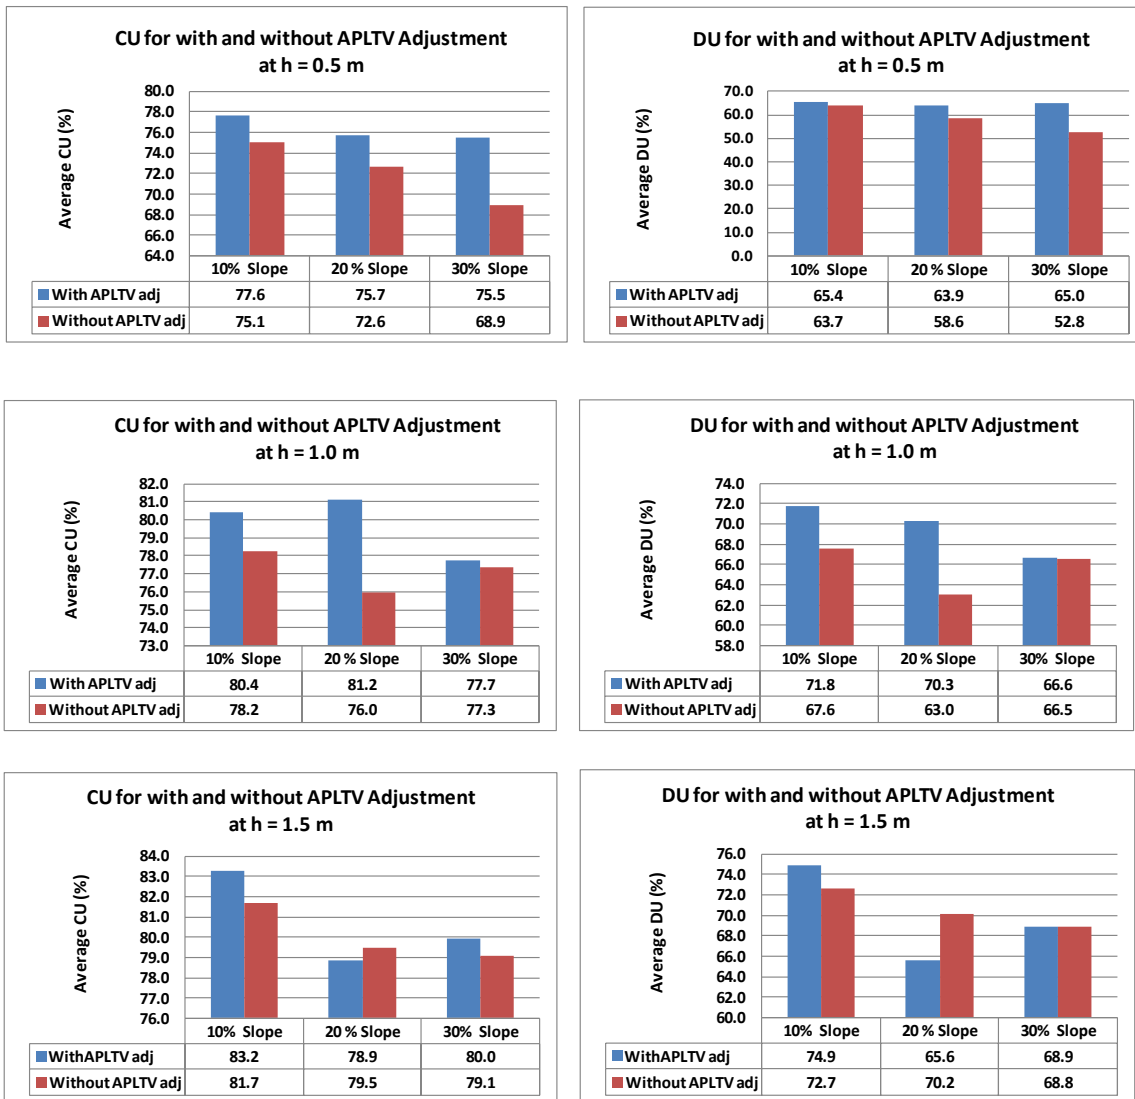 CU for with and without APLTV Adjustment
at h = 0.5 m
Average CU (%)
80.0
78.0
76.0
74.0
72.0
70.0
68.0
66.0
64.0
10% Slope 20 % Slope 30% Slope
With APLTV adj 77.6 75.7 75.5
Without APLTV adj 75.1 72.6 68.9
DU for with and without APLTV Adjustment
at h = 0.5 m
Average DU (%)
70.0
60.0
50.0
40.0
30.0
20.0
10.0
0.0
10% Slope 20 % Slope 30% Slope
With APLTV adj 65.4 63.9 65.0
Without APLTV adj 63.7 58.6 52.8
CU for with and without APLTV Adjustment
at h = 1.0 m
Average CU (%)
82.0
81.0
80.0
79.0
78.0
77.0
76.0
75.0
74.0
73.0
10% Slope 20 % Slope 30% Slope
With APLTV adj 80.4 81.2 77.7
Without APLTV adj 78.2 76.0 77.3
DU for with and without APLTV Adjustment
at h = 1.0 m
Average DU (%)
74.0
72.0
70.0
68.0
66.0
64.0
62.0
60.0
58.0
10% Slope 20 % Slope 30% Slope
With APLTV adj 71.8 70.3 66.6
Without APLTV adj 67.6 63.0 66.5
CU for with and without APLTV Adjustment
at h = 1.5 m
Average CU (%)
84.0
83.0
82.0
81.0
80.0
79.0
78.0
77.0
76.0
10% Slope 20 % Slope 30% Slope
WithAPLTV adj 83.2 78.9 80.0
Without APLTV adj 81.7 79.5 79.1
DU for with and without APLTV Adjustment
at h = 1.5 m
Average DU (%)
76.0
74.0
72.0
70.0
68.0
66.0
64.0
62.0
60.0
10% Slope 20 % Slope 30% Slope
WithAPLTV adj 74.9 65.6 68.9
Without APLTV adj 72.7 70.2 68.8